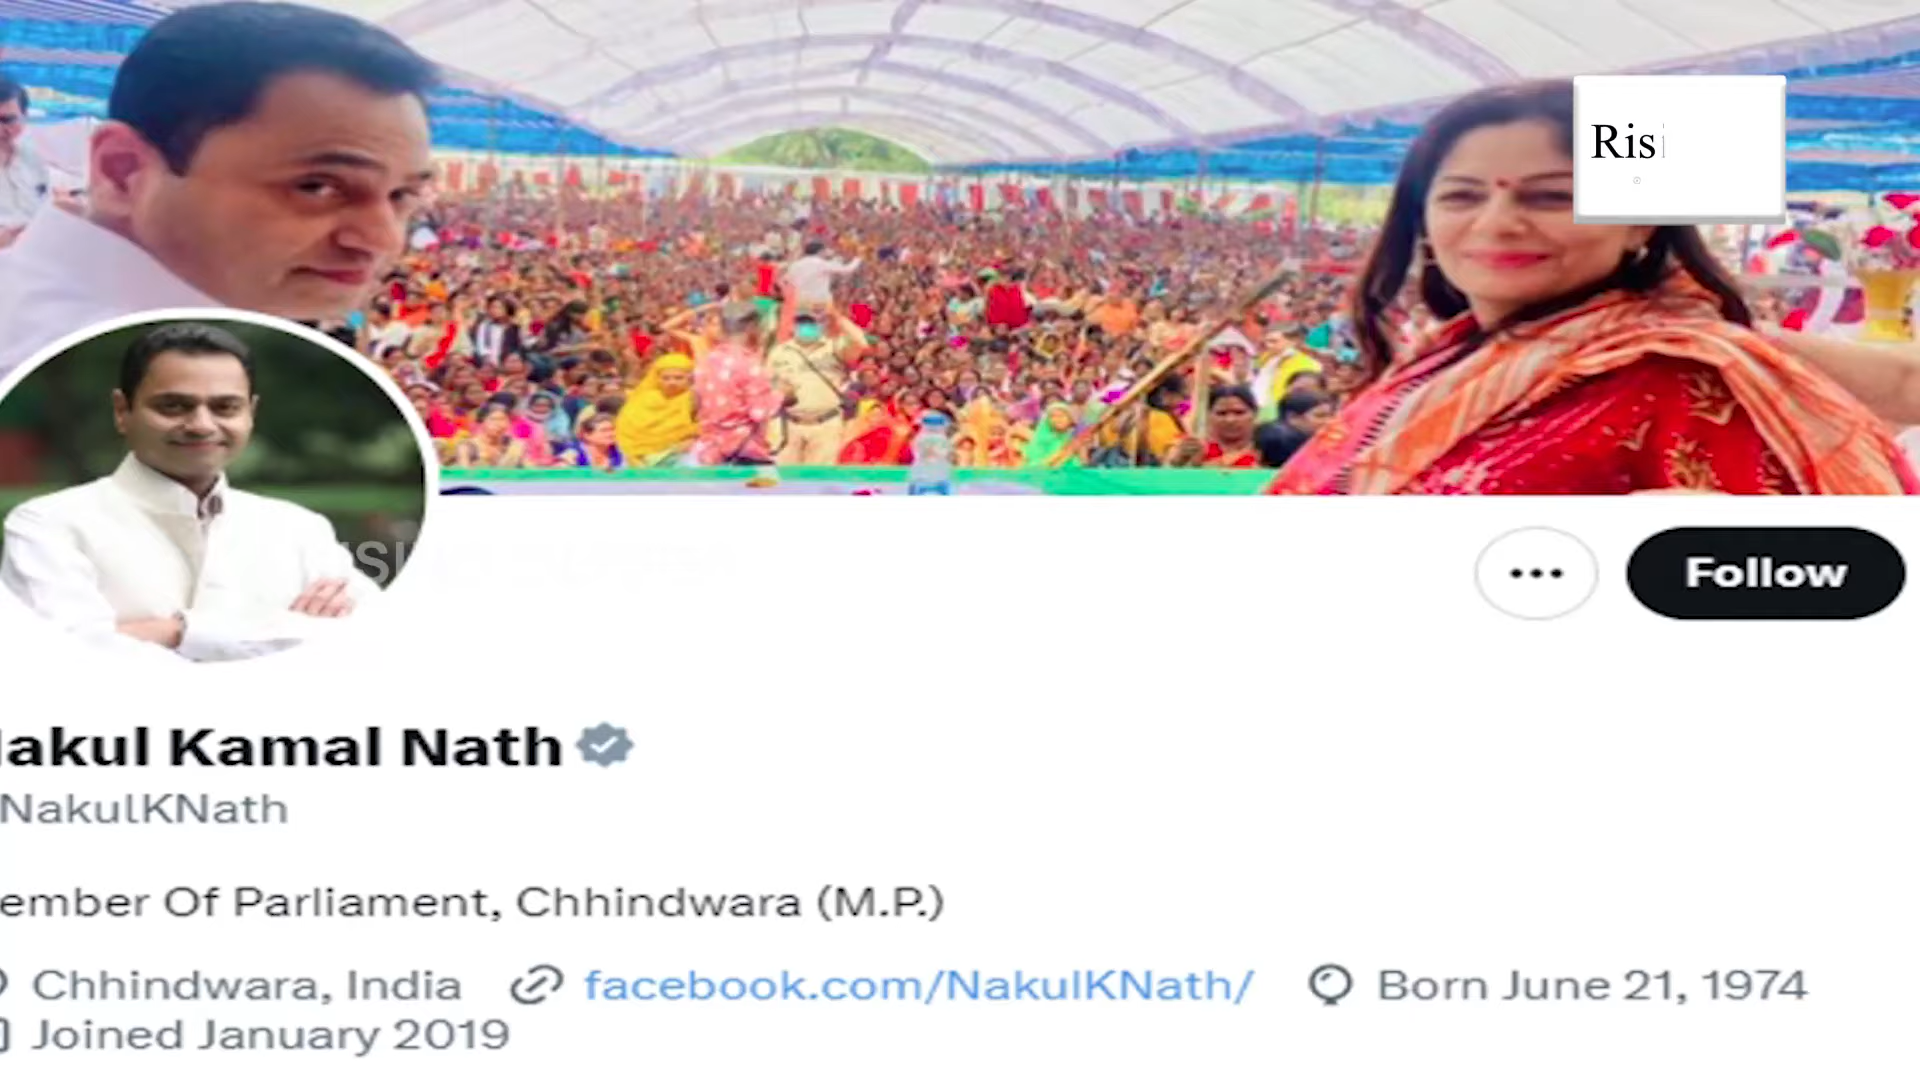 Ris
Follow
akul Kamal Nath
NakulKNath
ember Of Parliament, Chhindwara (M.P.)
Chhindwara, India facebook.com/NakulKNath/ Born June 21, 1974
Joined January 2019